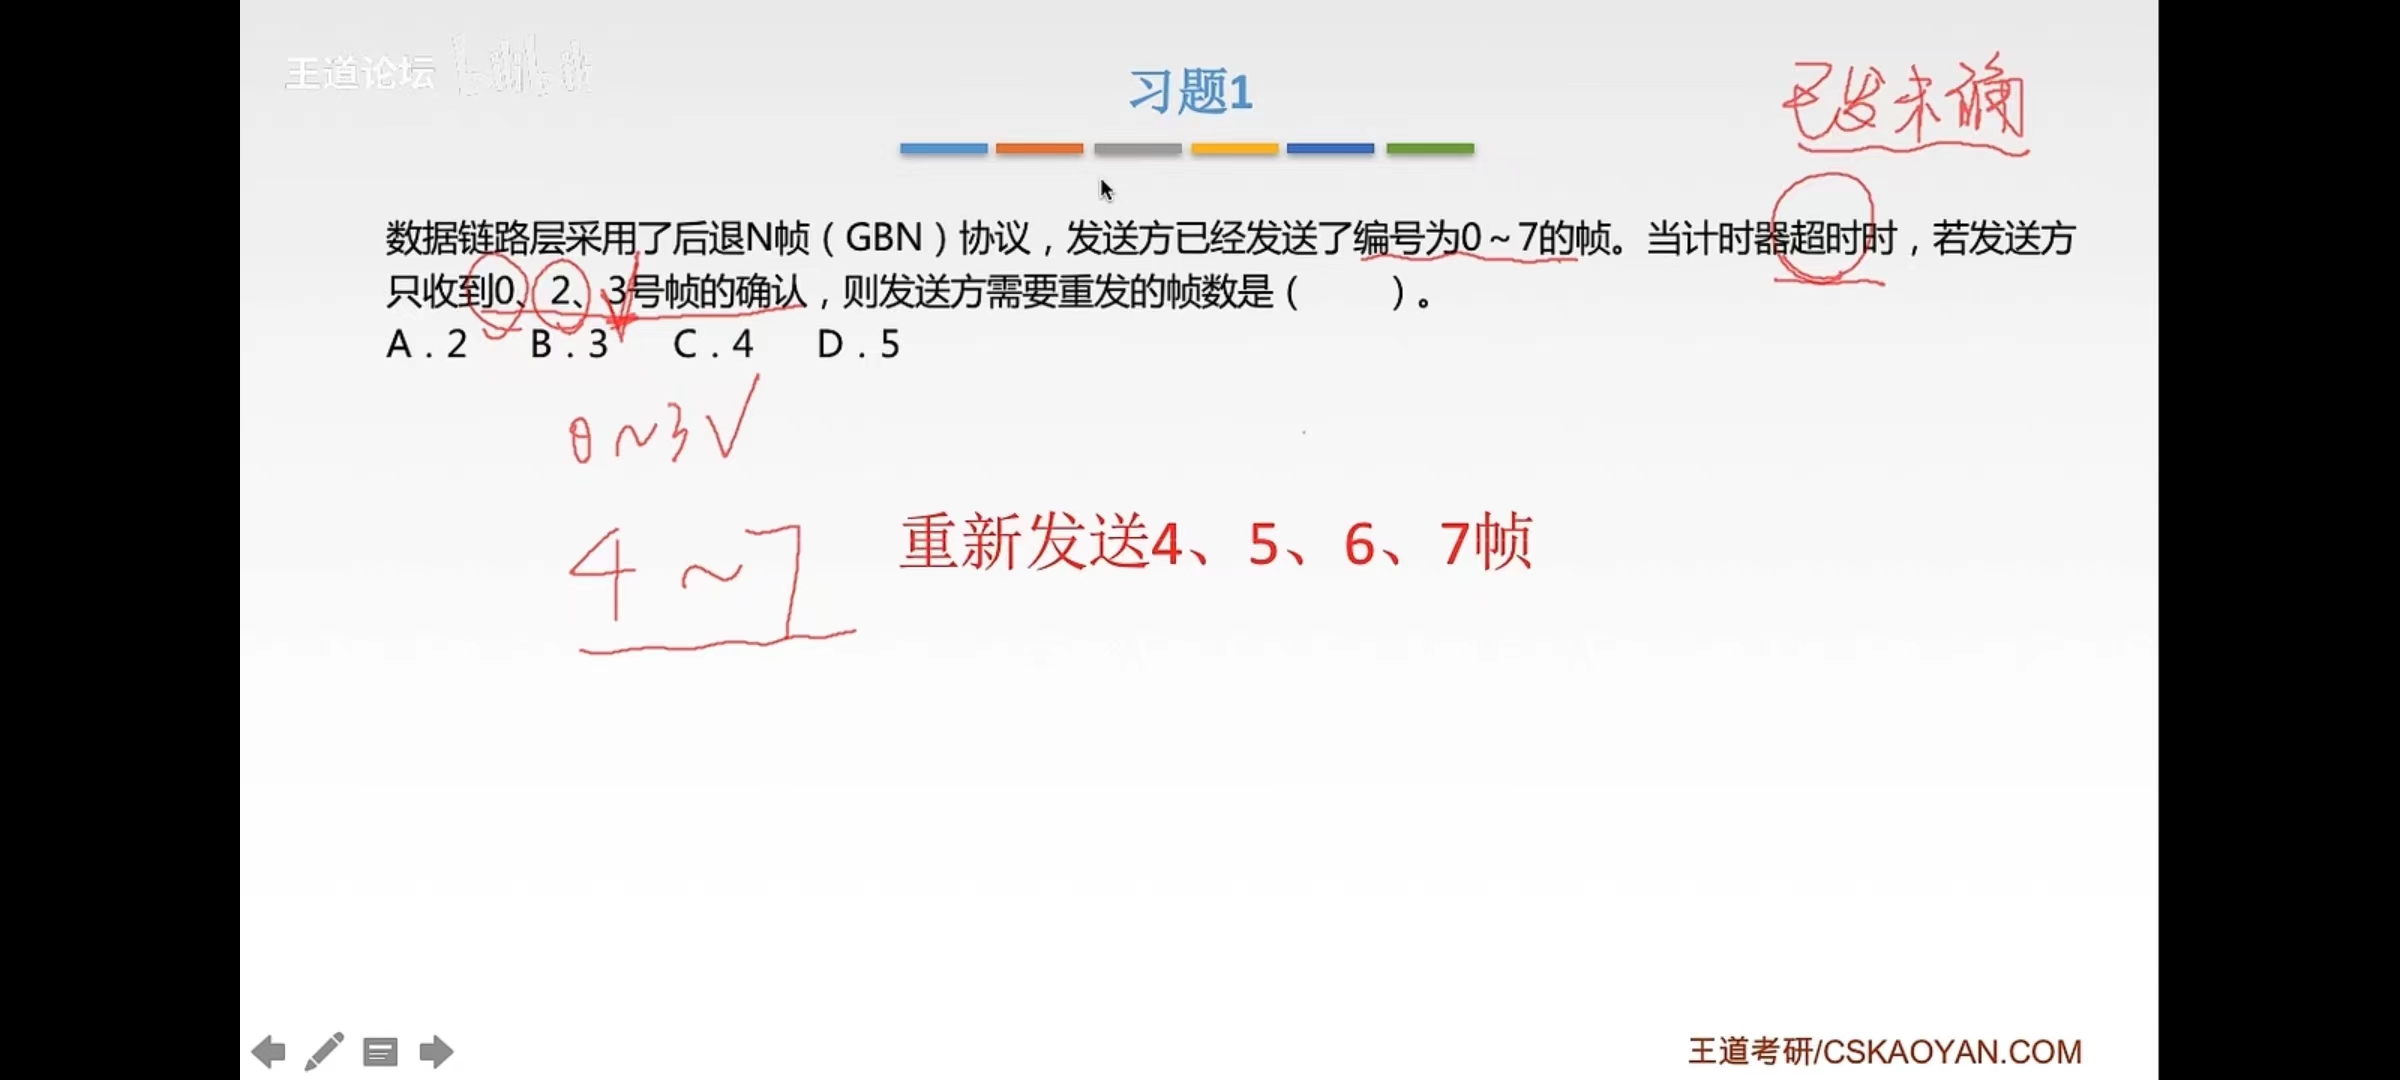 王道论坛 bilibili
习题1
已发未确
数据链路层采用了后退N帧（GBN）协议，发送方已经发送了编号为0~7的帧。当计时器超时时，若发送方
只收到0、2、3号帧的确认，则发送方需要重发的帧数是（　　）。
A．2　B．3　C．4　D．5
0~3√
4~7
重新发送4、5、6、7帧
王道考研/CSKAOYAN.COM